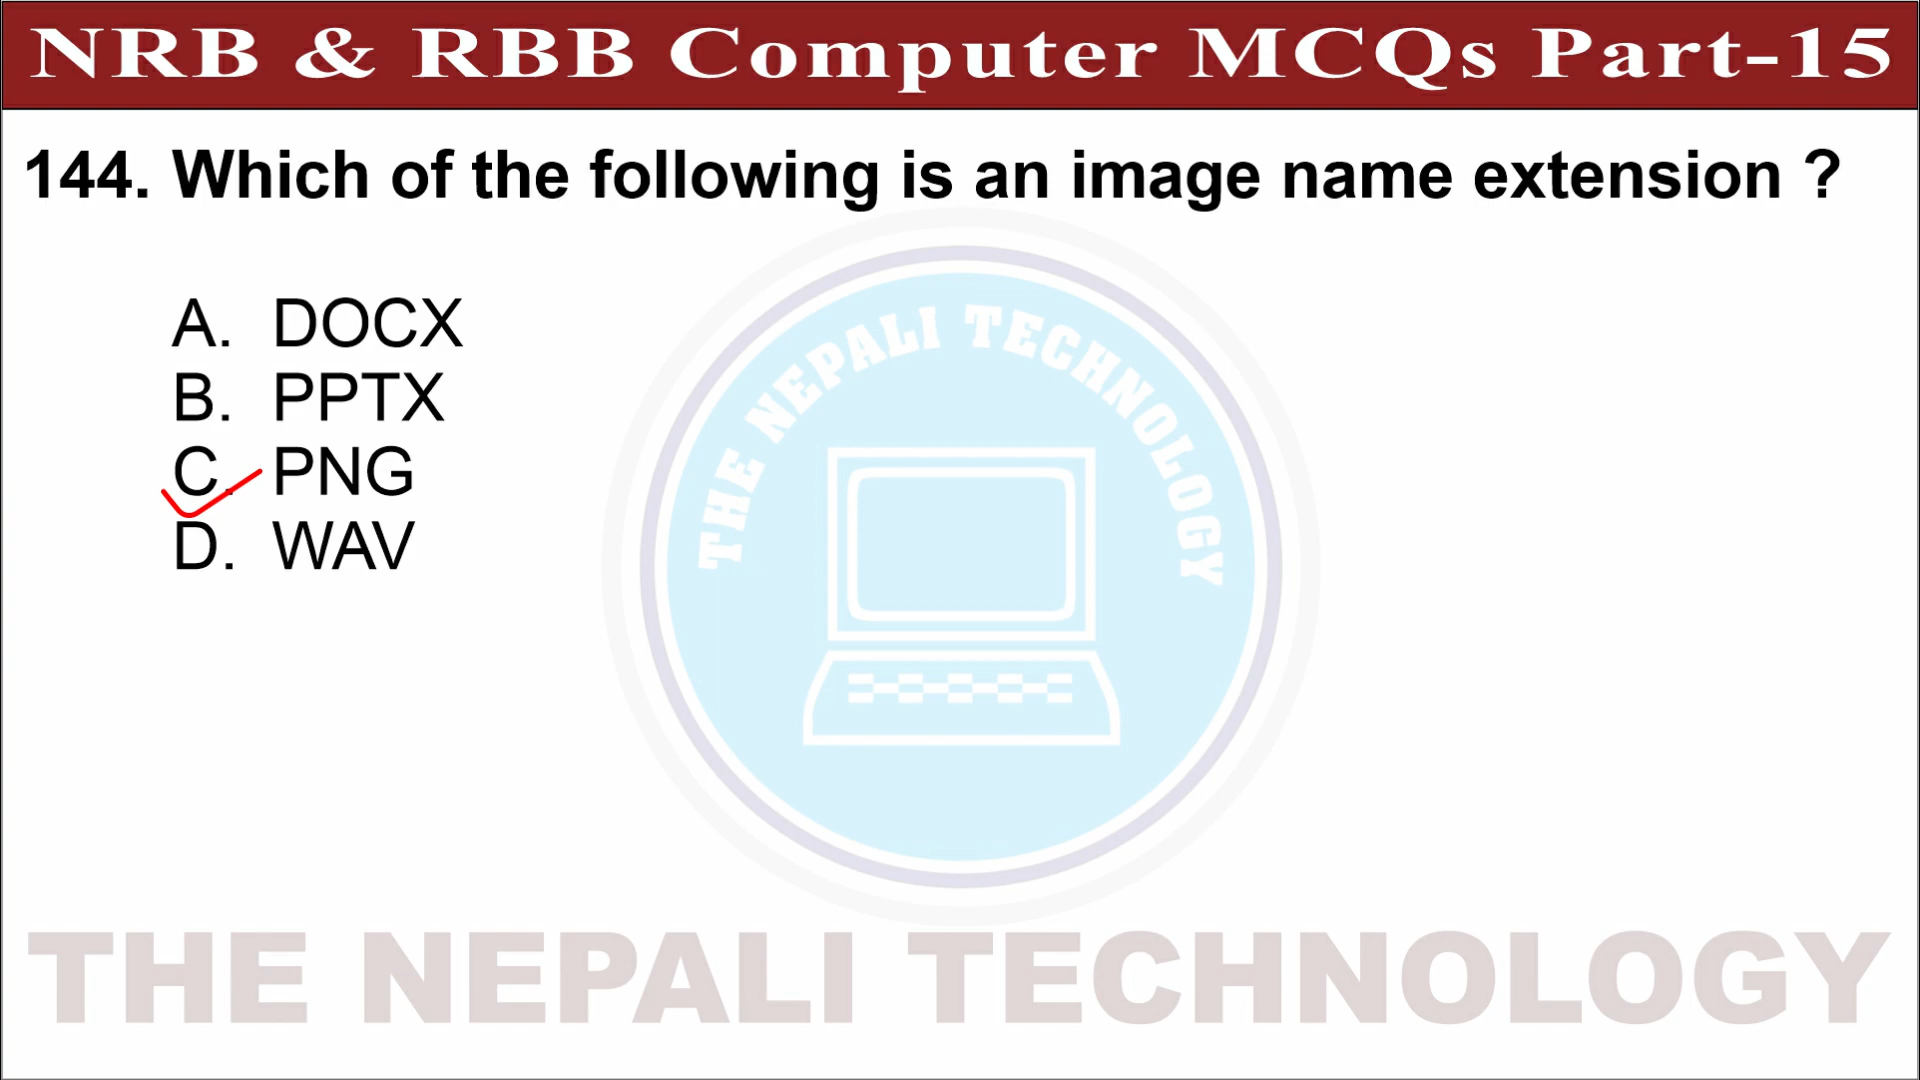 NRB & RBB Computer MCQs Part-15
144. Which of the following is an image name extension ?
A. DOCX
B. PPTX
C. PNG
D. WAV
THE NEPALI TECHNOLOGY
THE NEPALI TECHNOLOGY